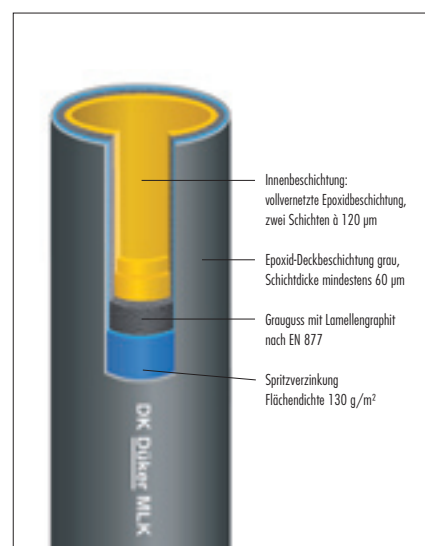 Innenbeschichtung:
vollvernetzte Epoxidbeschichtung,
zwei Schichten à 120 µm
Epoxid-Deckbeschichtung grau,
Schichtdicke mindestens 60 µm
Grauguss mit Lamellengraphit
nach EN 877
Spritzverzinkung
Flächendichte 130 g/m²
DK Düker MLK